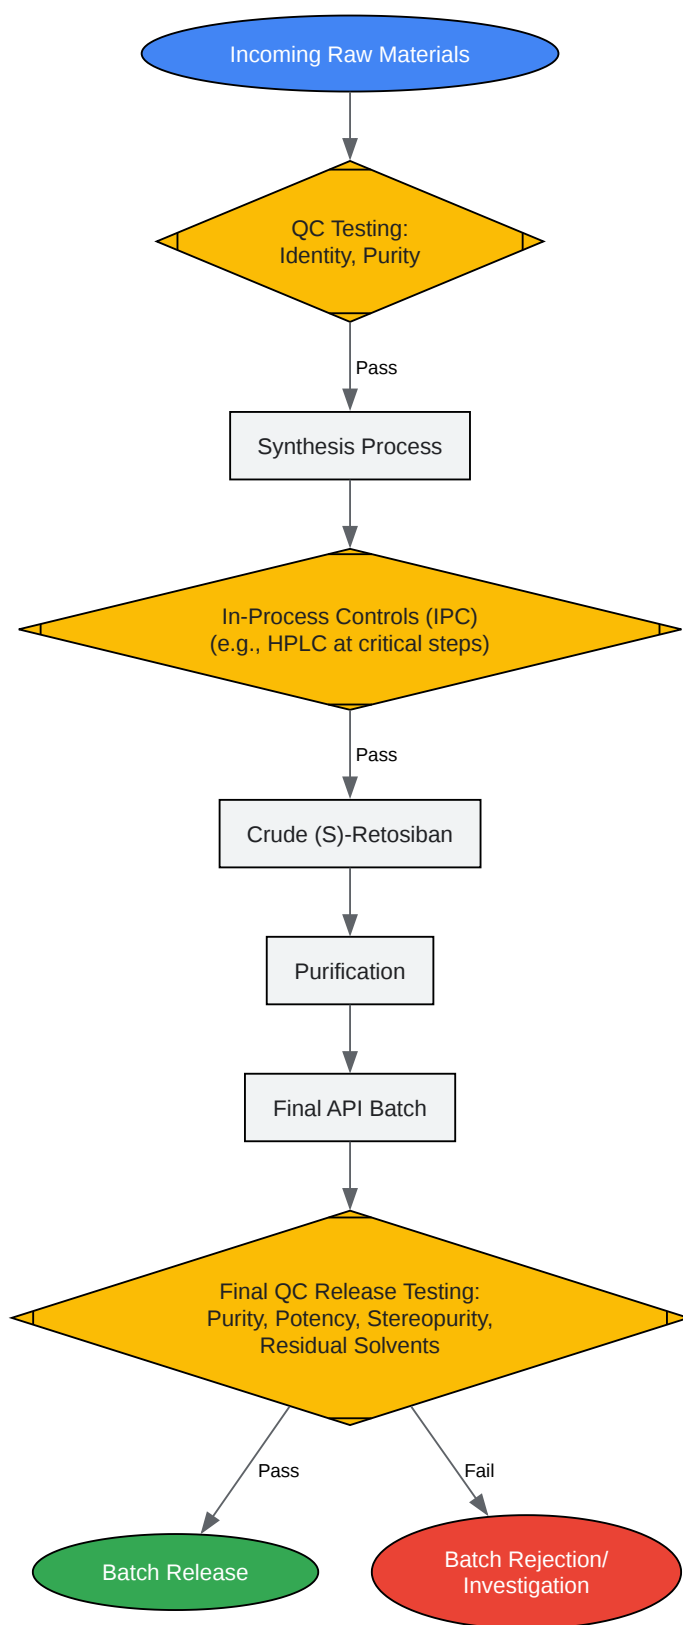 Incoming Raw Materials
QC Testing:
Identity, Purity
Pass
Synthesis Process
In-Process Controls (IPC)
(e.g., HPLC at critical steps)
Pass
Crude (S)-Retosiban
Purification
Final API Batch
Final QC Release Testing:
Purity, Potency, Stereopurity,
Residual Solvents
Pass
Fail
Batch Release
Batch Rejection/
Investigation